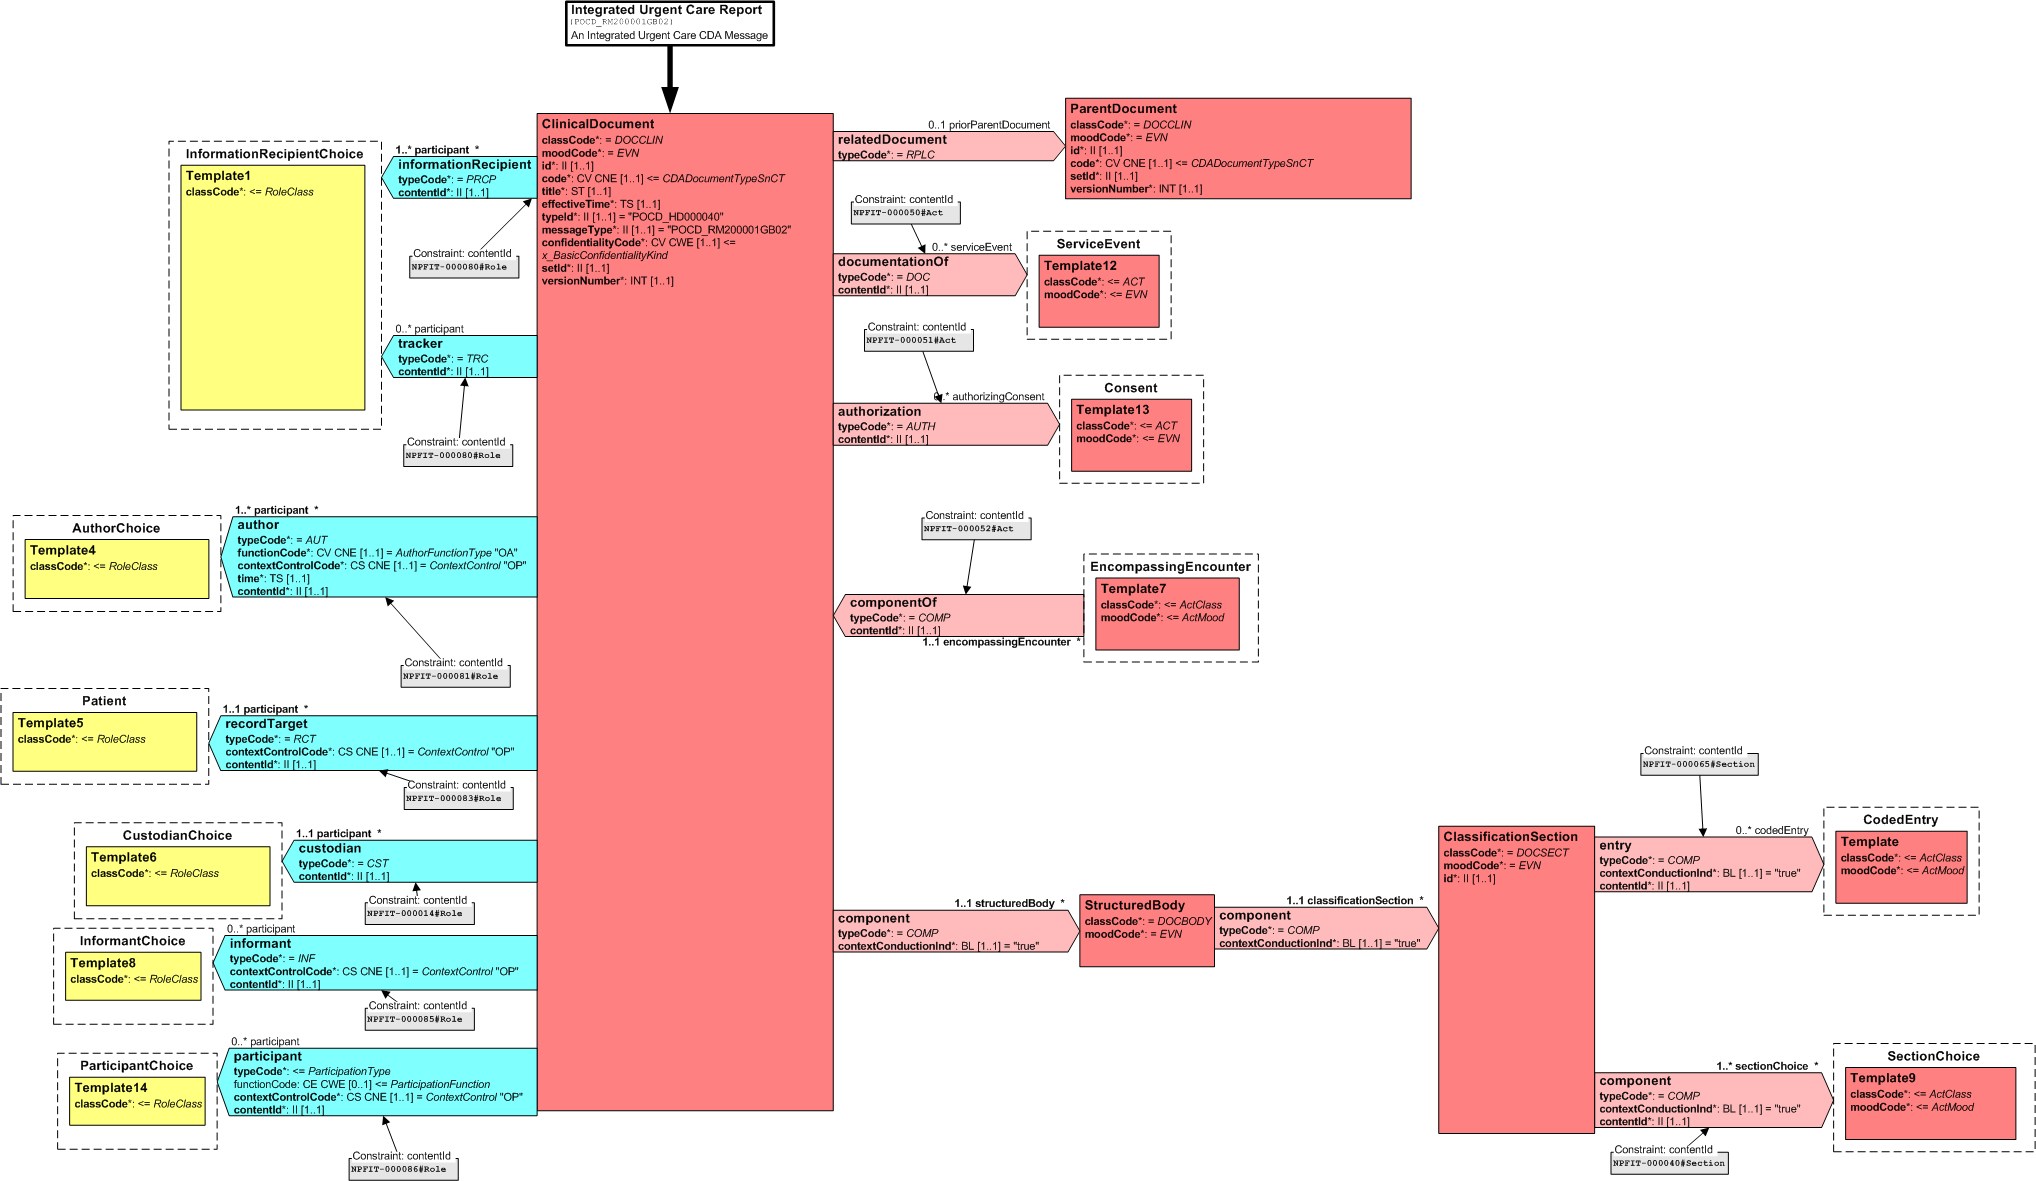 Integrated Urgent Care Report
{POCD_RM200001GB02}
An Integrated Urgent Care CDA Message
ClinicalDocument
classCode*: = DOCCLIN
moodCode*: = EVN
id*: II [1..1]
code*: CV CNE [1..1] <= CDADocumentTypeSnCT
title*: ST [1..1]
effectiveTime*: TS [1..1]
typeId*: II [1..1] = "POCD_HD000040"
messageType*: II [1..1] = "POCD_RM200001GB02"
confidentialityCode*: CV CWE [1..1] <=
x_BasicConfidentialityKind
setId*: II [1..1]
versionNumber*: INT [1..1]
InformationRecipientChoice
Template1
classCode*: <= RoleClass
1..* participant *
informationRecipient
typeCode*: = PRCP
contentId*: II [1..1]
Constraint: contentId
NPFIT-000080#Role
0..* participant
tracker
typeCode*: = TRC
contentId*: II [1..1]
Constraint: contentId
NPFIT-000080#Role
AuthorChoice
Template4
classCode*: <= RoleClass
1..* participant *
author
typeCode*: = AUT
functionCode*: CV CNE [1..1] = AuthorFunctionType "OA"
contextControlCode*: CS CNE [1..1] = ContextControl "OP"
time*: TS [1..1]
contentId*: II [1..1]
Constraint: contentId
NPFIT-000081#Role
Patient
Template5
classCode*: <= RoleClass
1..1 participant *
recordTarget
typeCode*: = RCT
contextControlCode*: CS CNE [1..1] = ContextControl "OP"
contentId*: II [1..1]
Constraint: contentId
NPFIT-000083#Role
CustodianChoice
Template6
classCode*: <= RoleClass
1..1 participant *
custodian
typeCode*: = CST
contentId*: II [1..1]
Constraint: contentId
NPFIT-000014#Role
InformantChoice
Template8
classCode*: <= RoleClass
0..* participant
informant
typeCode*: = INF
contextControlCode*: CS CNE [1..1] = ContextControl "OP"
contentId*: II [1..1]
Constraint: contentId
NPFIT-000085#Role
ParticipantChoice
Template14
classCode*: <= RoleClass
0..* participant
participant
typeCode*: <= ParticipationType
functionCode: CE CWE [0..1] <= ParticipationFunction
contextControlCode*: CS CNE [1..1] = ContextControl "OP"
contentId*: II [1..1]
Constraint: contentId
NPFIT-000086#Role
0..1 priorParentDocument
relatedDocument
typeCode*: = RPLC
ParentDocument
classCode*: = DOCCLIN
moodCode*: = EVN
id*: II [1..1]
code*: CV CNE [1..1] <= CDADocumentTypeSnCT
setId*: II [1..1]
versionNumber*: INT [1..1]
Constraint: contentId
NPFIT-000050#Act
0..* serviceEvent
documentationOf
typeCode*: = DOC
contentId*: II [1..1]
ServiceEvent
Template12
classCode*: <= ACT
moodCode*: <= EVN
Constraint: contentId
NPFIT-000051#Act
0..* authorizingConsent
authorization
typeCode*: = AUTH
contentId*: II [1..1]
Consent
Template13
classCode*: <= ACT
moodCode*: <= EVN
Constraint: contentId
NPFIT-000052#Act
componentOf
typeCode*: = COMP
contentId*: II [1..1]
1..1 encompassingEncounter *
EncompassingEncounter
Template7
classCode*: <= ActClass
moodCode*: <= ActMood
1..1 structuredBody *
component
typeCode*: = COMP
contextConductionInd*: BL [1..1] = "true"
StructuredBody
classCode*: = DOCBODY
moodCode*: = EVN
1..1 classificationSection *
component
typeCode*: = COMP
contextConductionInd*: BL [1..1] = "true"
ClassificationSection
classCode*: = DOCSECT
moodCode*: = EVN
id*: II [1..1]
Constraint: contentId
NPFIT-000065#Section
0..* codedEntry
entry
typeCode*: = COMP
contextConductionInd*: BL [1..1] = "true"
contentId*: II [1..1]
CodedEntry
Template
classCode*: <= ActClass
moodCode*: <= ActMood
1..* sectionChoice *
component
typeCode*: = COMP
contextConductionInd*: BL [1..1] = "true"
contentId*: II [1..1]
Constraint: contentId
NPFIT-000040#Section
SectionChoice
Template9
classCode*: <= ActClass
moodCode*: <= ActMood